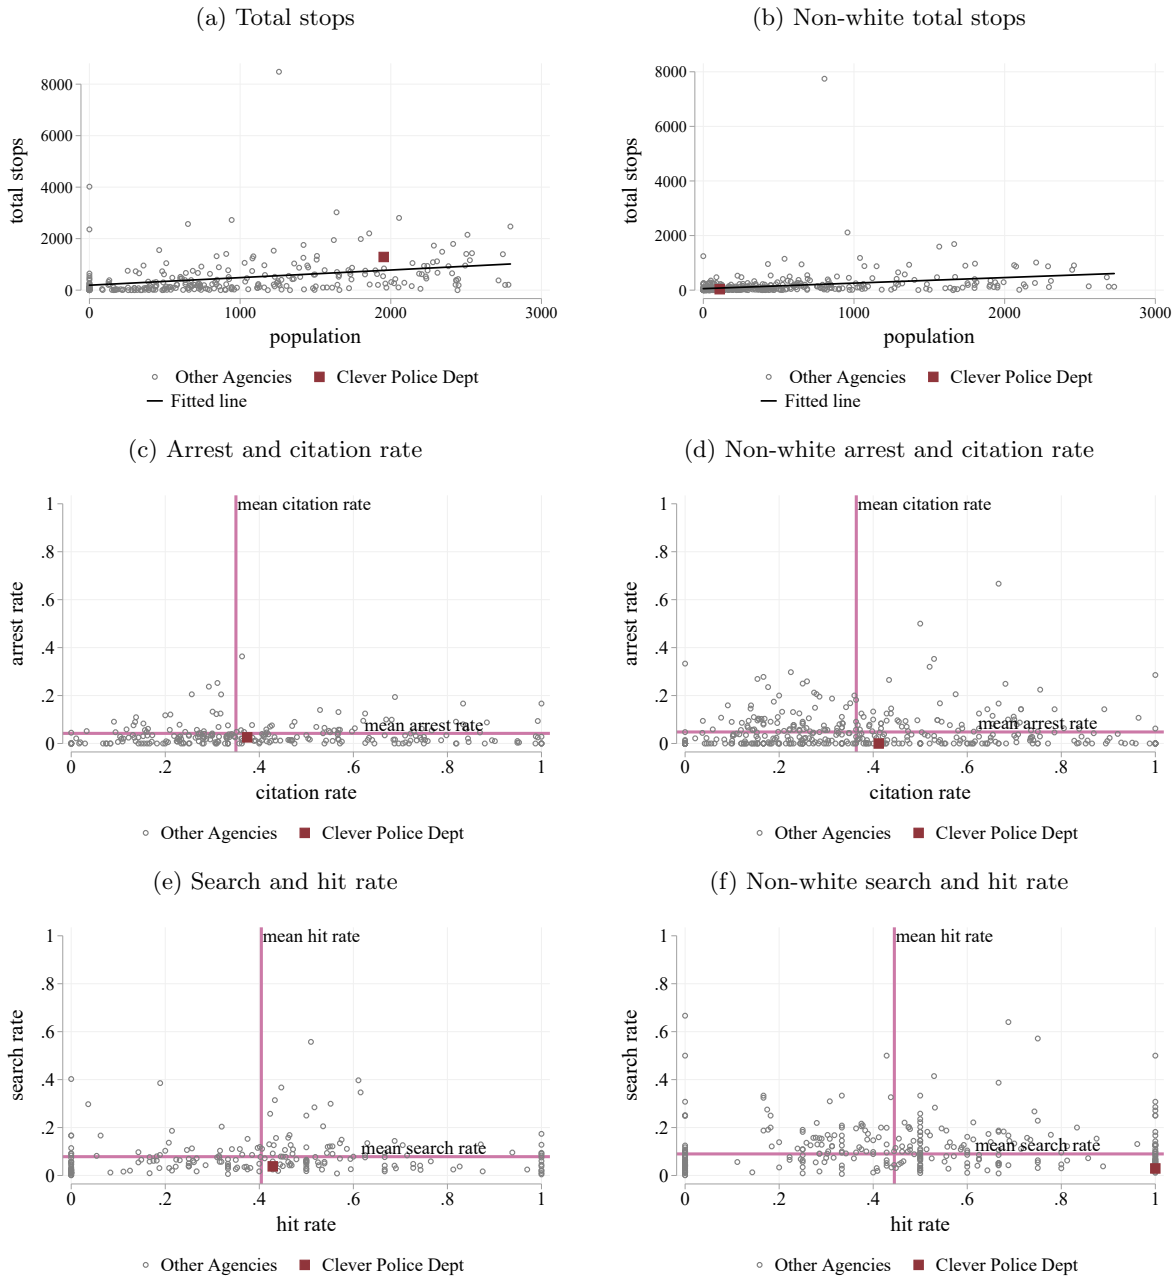 (a) Total stops
(b) Non-white total stops
8000
6000
4000
2000
0
total stops
0 1000 2000 3000
population
Other Agencies Clever Police Dept
Fitted line
8000
6000
4000
2000
0
total stops
0 1000 2000 3000
population
Other Agencies Clever Police Dept
Fitted line
(c) Arrest and citation rate
(d) Non-white arrest and citation rate
1
.8
.6
.4
.2
0
arrest rate
mean citation rate
mean arrest rate
0 .2 .4 .6 .8 1
citation rate
Other Agencies Clever Police Dept
1
.8
.6
.4
.2
0
arrest rate
mean citation rate
mean arrest rate
0 .2 .4 .6 .8 1
citation rate
Other Agencies Clever Police Dept
(e) Search and hit rate
(f) Non-white search and hit rate
1
.8
.6
.4
.2
0
search rate
mean hit rate
mean search rate
0 .2 .4 .6 .8 1
hit rate
Other Agencies Clever Police Dept
1
.8
.6
.4
.2
0
search rate
mean hit rate
mean search rate
0 .2 .4 .6 .8 1
hit rate
Other Agencies Clever Police Dept